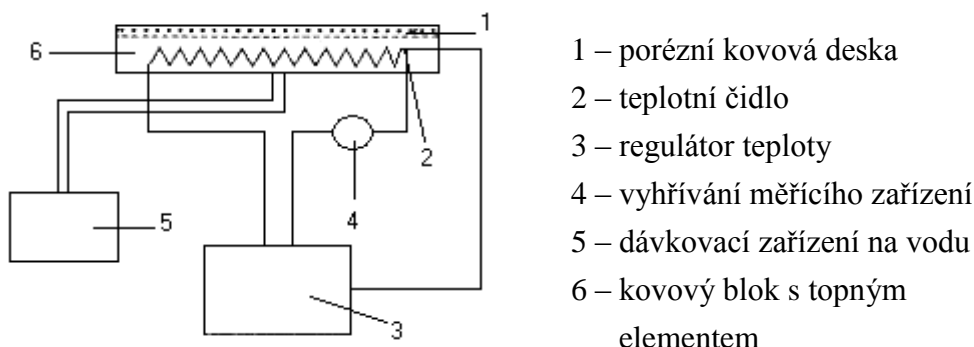 1
6
2
5
4
3
1 – porézní kovová deska
2 – teplotní čidlo
3 – regulátor teploty
4 – vyhřívání měřícího zařízení
5 – dávkovací zařízení na vodu
6 – kovový blok s topným
elementem